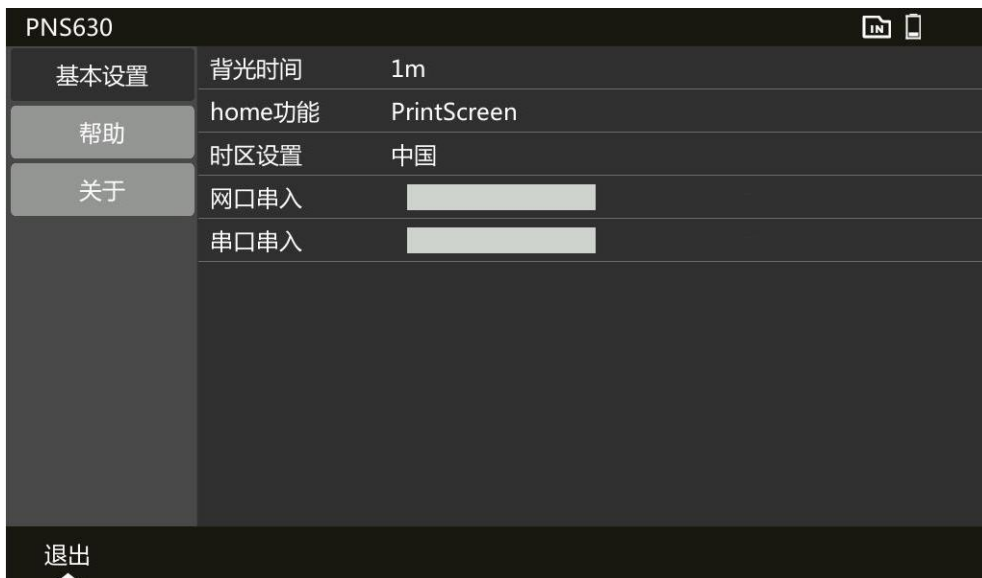 PNS630
IN
基本设置
帮助
关于
背光时间 1m
home功能 PrintScreen
时区设置 中国
网口串入
串口串入
退出